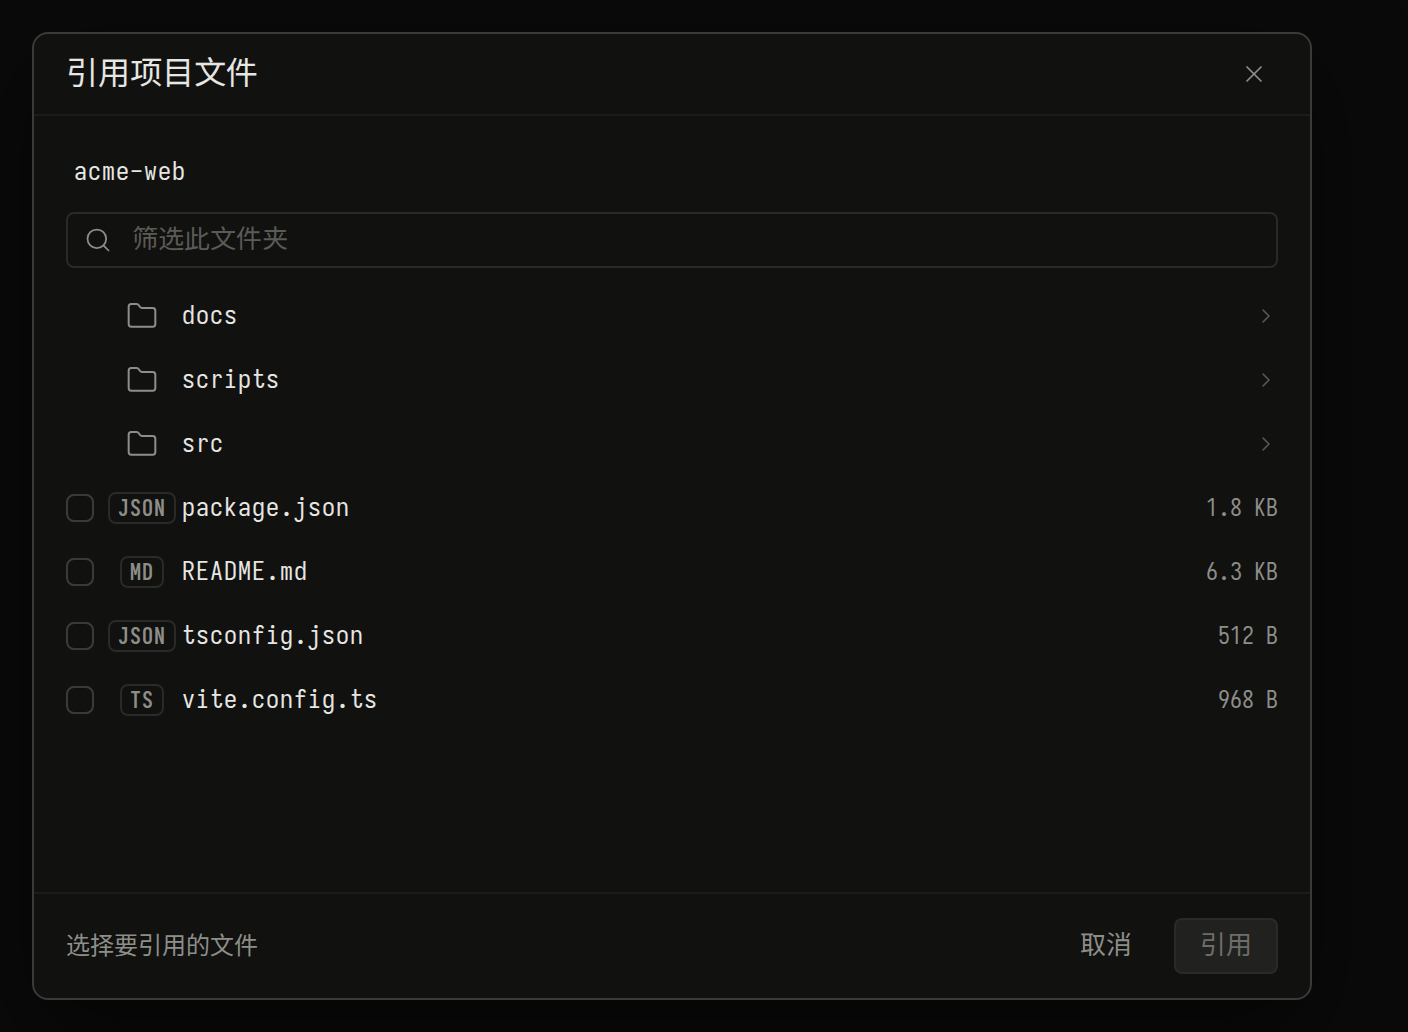 引用项目文件
acme-web
筛选此文件夹
docs
scripts
src
JSON package.json 1.8 KB
MD README.md 6.3 KB
JSON tsconfig.json 512 B
TS vite.config.ts 968 B
选择要引用的文件 取消 引用